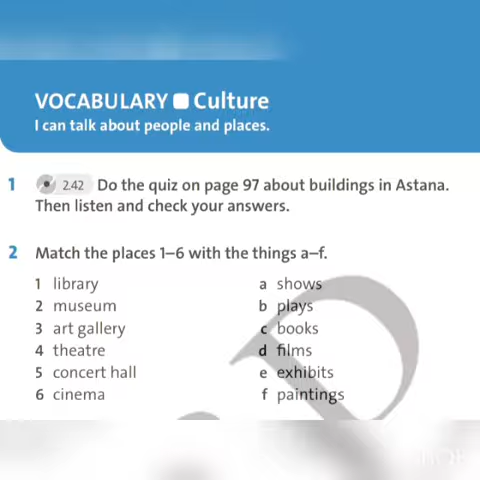 VOCABULARY Culture
I can talk about people and places.
1 2.42 Do the quiz on page 97 about buildings in Astana.
Then listen and check your answers.
2 Match the places 1–6 with the things a–f.
1 library a shows
2 museum b plays
3 art gallery c books
4 theatre d films
5 concert hall e exhibits
6 cinema f paintings